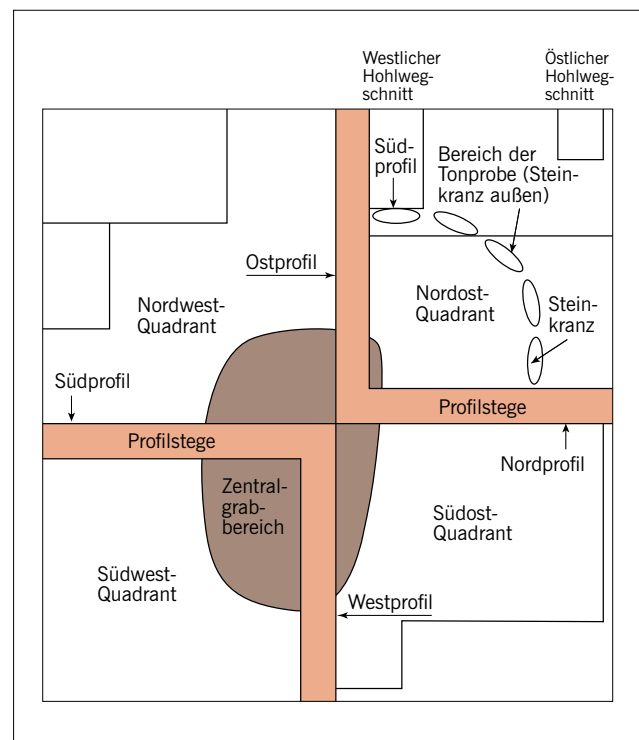 Westlicher
Hohlweg-
schnitt
Östlicher
Hohlweg-
schnitt
Süd-
profil
Bereich der
Tonprobe (Stein-
kranz außen)
Ostprofil
Nordwest-
Quadrant
Nordost-
Quadrant
Stein-
kranz
Südprofil
Profilstege
Profilstege
Nordprofil
Zentral-
grab-
bereich
Südost-
Quadrant
Südwest-
Quadrant
Westprofil